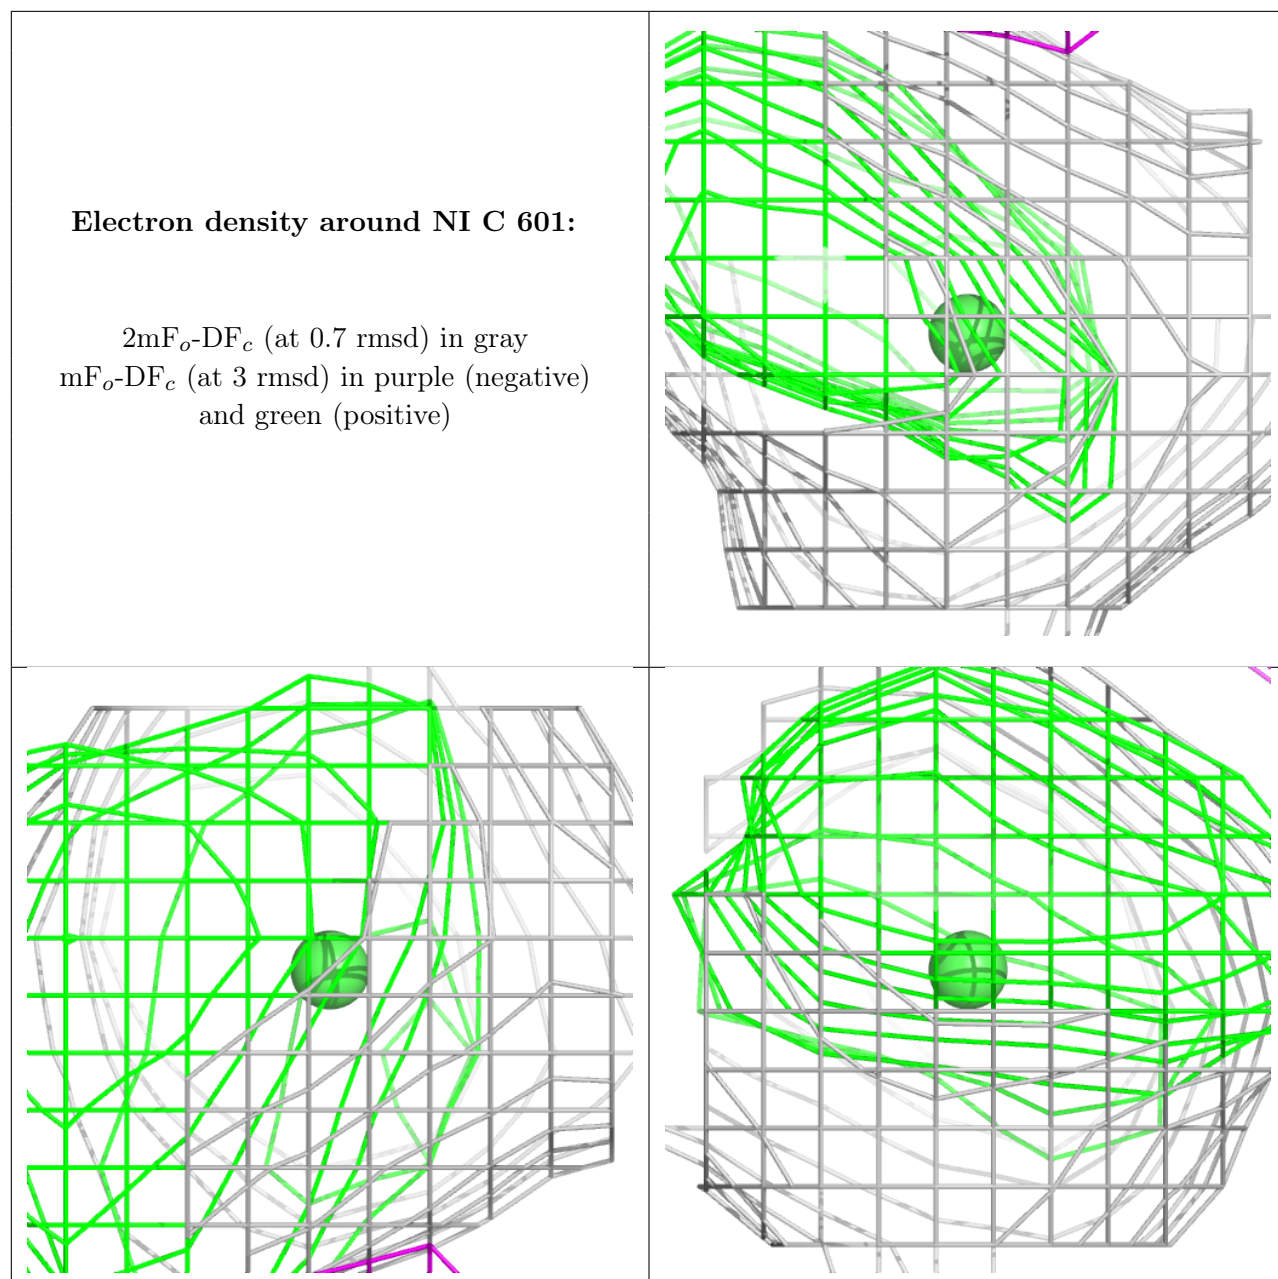 Electron density around NI C 601:
2mFo-DFc (at 0.7 rmsd) in gray
mFo-DFc (at 3 rmsd) in purple (negative)
and green (positive)